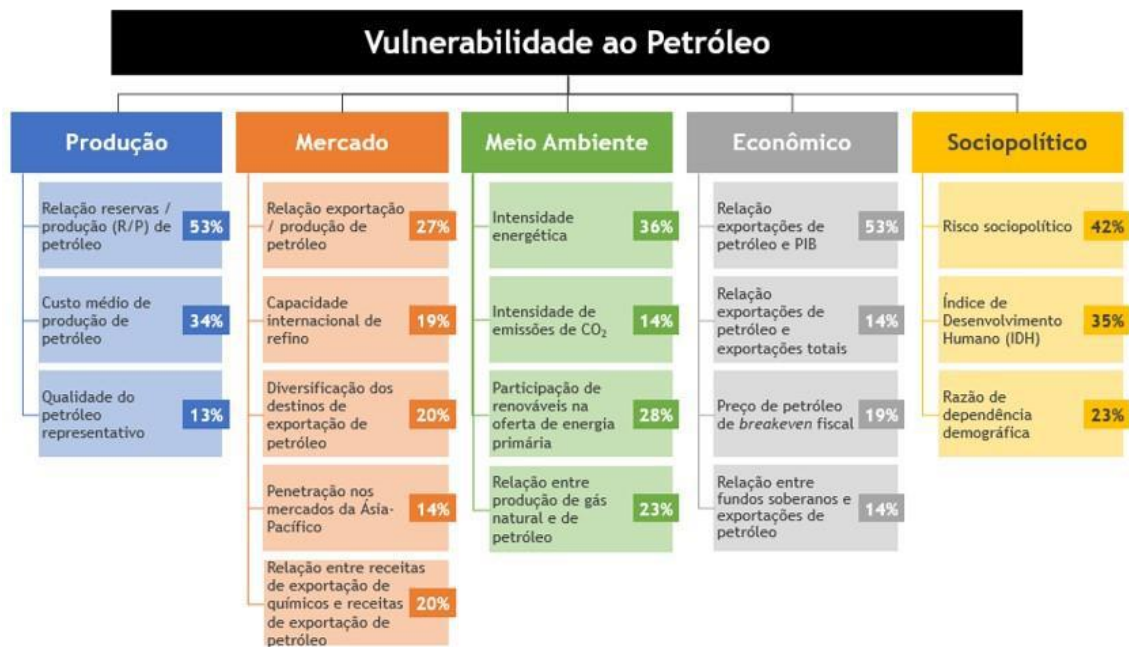 Vulnerabilidade ao Petróleo
Produção
Relação reservas /
produção (R/P) de
petróleo
53%
Custo médio de
produção de
petróleo
34%
Qualidade do
petróleo
representativo
13%
Mercado
Relação exportação
/ produção de
petróleo
27%
Capacidade
internacional de
refino
19%
Diversificação dos
destinos de
exportação de
petróleo
20%
Penetração nos
mercados da Ásia-
Pacífico
14%
Relação entre receitas
de exportação de
químicos e receitas
de exportação de
petróleo
20%
Meio Ambiente
Intensidade
energética
36%
Intensidade de
emissões de CO₂
14%
Participação de
renováveis na
oferta de energia
primária
28%
Relação entre
produção de gás
natural e de
petróleo
23%
Econômico
Relação
exportações de
petróleo e PIB
53%
Relação
exportações de
petróleo e
exportações totais
14%
Preço de petróleo
de breakeven fiscal
19%
Relação entre
fundos soberanos e
exportações de
petróleo
14%
Sociopolítico
Risco sociopolítico
42%
Índice de
Desenvolvimento
Humano (IDH)
35%
Razão de
dependência
demográfica
23%